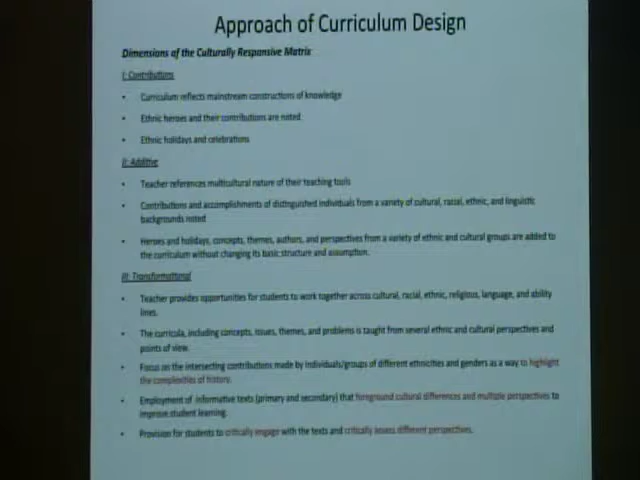 Approach of Curriculum Design
Dimensions of the Culturally Responsive Matrix
I: Contributions
• Curriculum reflects mainstream constructions of knowledge
• Ethnic heroes and their contributions are noted
• Ethnic holidays and celebrations
II: Additive
• Teacher references multicultural nature of their teaching tools
• Contributions and accomplishments of distinguished individuals from a variety of cultural, racial, ethnic, and linguistic
backgrounds noted
• Heroes and holidays, concepts, themes, authors, and perspectives from a variety of ethnic and cultural groups are added to
the curriculum without changing its basic structure and assumption.
III: Transformational
• Teacher provides opportunities for students to work together across cultural, racial, ethnic, religious, language, and ability
lines.
• The curricula, including concepts, issues, themes, and problems is taught from several ethnic and cultural perspectives and
points of view.
• Focus on the intersecting contributions made by individuals/groups of different ethnicities and genders as a way to highlight
the complexities of history.
• Employment of informative texts (primary and secondary) that foreground cultural differences and multiple perspectives to
improve student learning.
• Provision for students to critically engage with the texts and critically assess different perspectives.